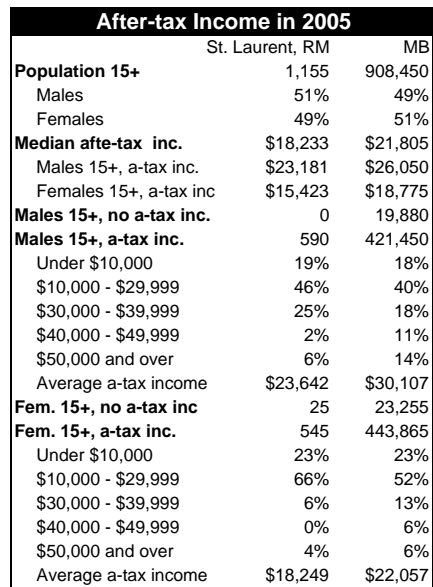 After-tax Income in 2005
St. Laurent, RM MB
Population 15+ 1,155 908,450
Males 51% 49%
Females 49% 51%
Median afte-tax inc. $18,233 $21,805
Males 15+, a-tax inc. $23,181 $26,050
Females 15+, a-tax inc $15,423 $18,775
Males 15+, no a-tax inc. 0 19,880
Males 15+, a-tax inc. 590 421,450
Under $10,000 19% 18%
$10,000 - $29,999 46% 40%
$30,000 - $39,999 25% 18%
$40,000 - $49,999 2% 11%
$50,000 and over 6% 14%
Average a-tax income $23,642 $30,107
Fem. 15+, no a-tax inc 25 23,255
Fem. 15+, a-tax inc. 545 443,865
Under $10,000 23% 23%
$10,000 - $29,999 66% 52%
$30,000 - $39,999 6% 13%
$40,000 - $49,999 0% 6%
$50,000 and over 4% 6%
Average a-tax income $18,249 $22,057